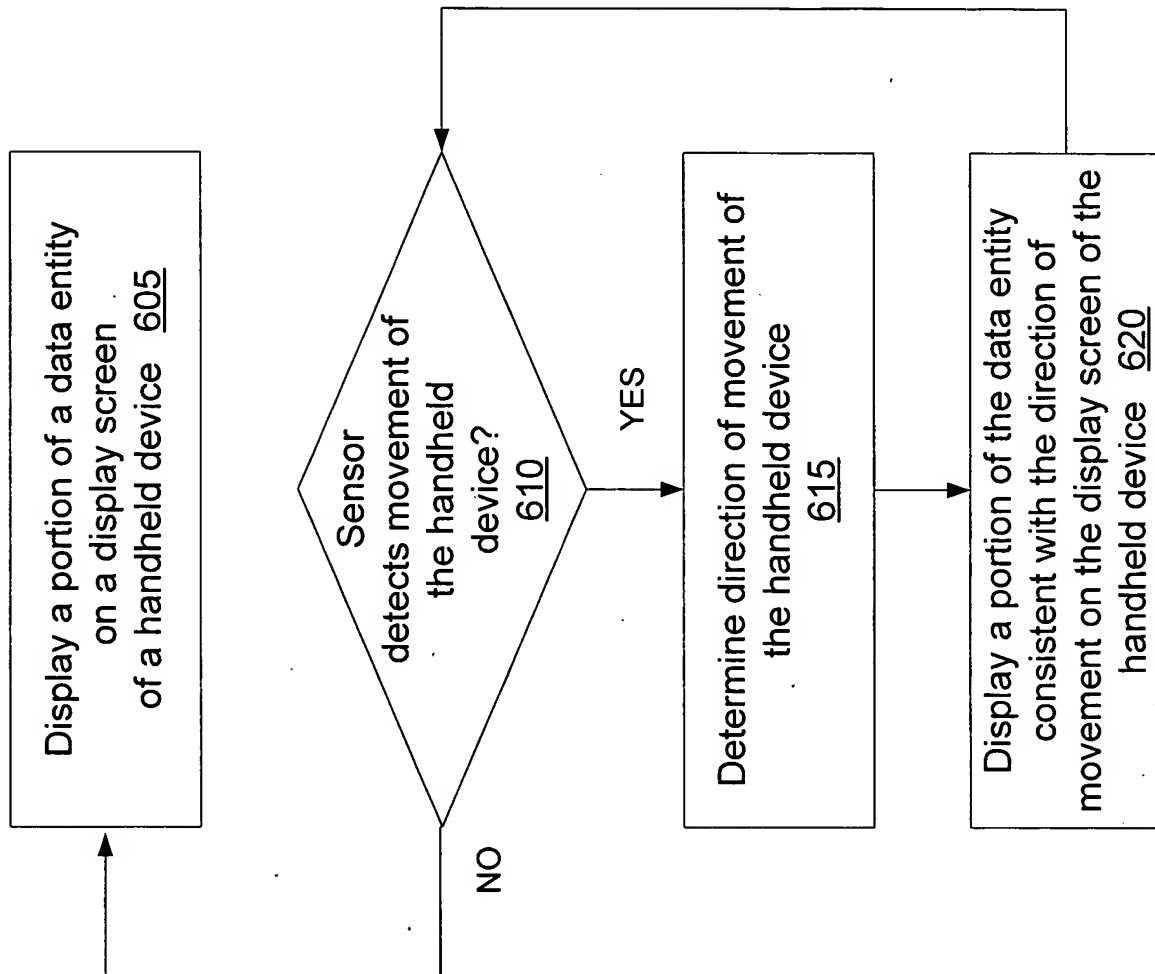 Display a portion of a data entity
on a display screen
of a handheld device 605
Sensor
detects movement of
the handheld
device?
610
NO
YES
Determine direction of movement of
the handheld device
615
Display a portion of the data entity
consistent with the direction of
movement on the display screen of the
handheld device 620